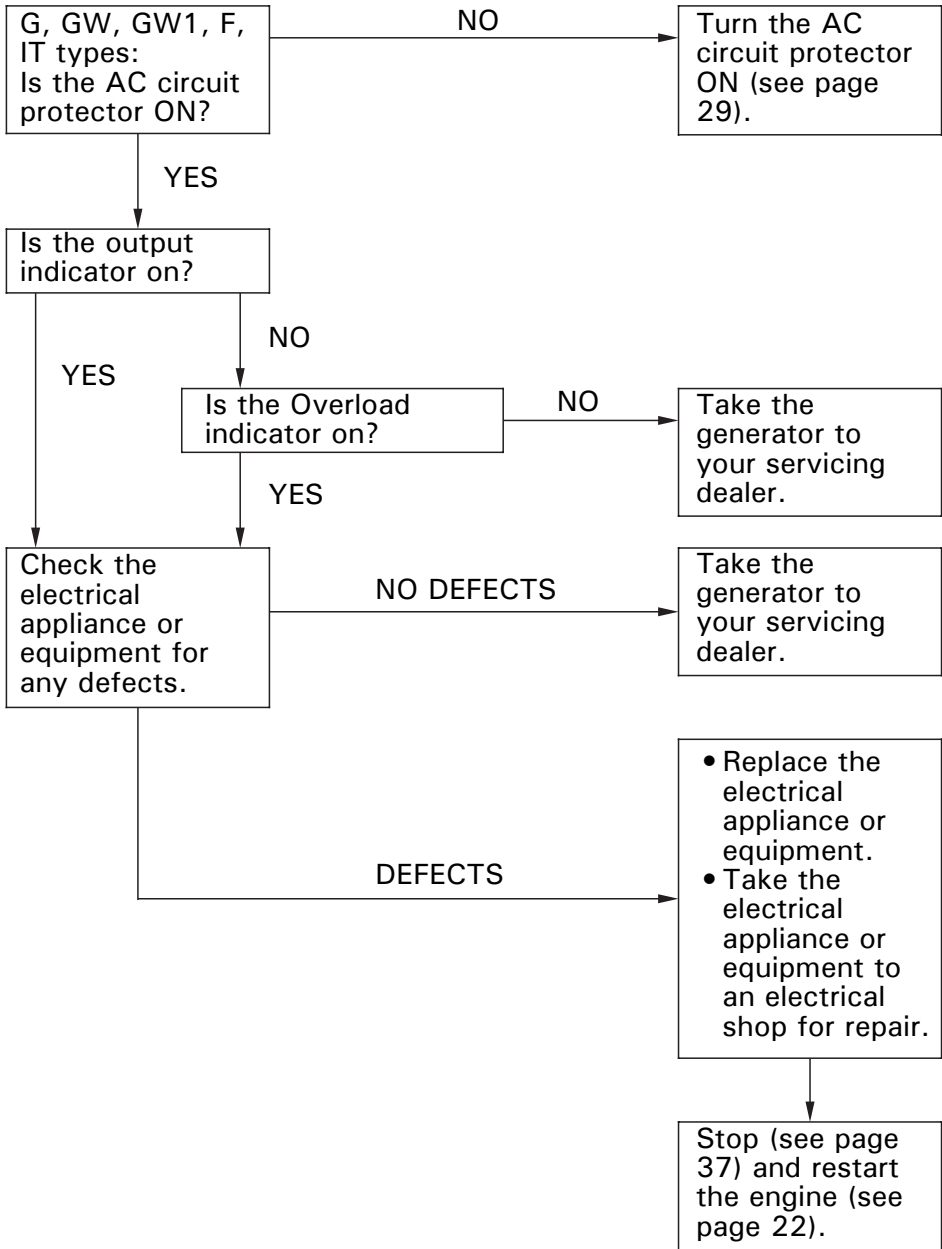 G, GW, GW1, F,
IT types:
Is the AC circuit
protector ON?
NO
Turn the AC
circuit protector
ON (see page
29).
YES
Is the output
indicator on?
NO
YES
Is the Overload
indicator on?
NO
Take the
generator to
your servicing
dealer.
YES
Check the
electrical
appliance or
equipment for
any defects.
NO DEFECTS
Take the
generator to
your servicing
dealer.
DEFECTS
• Replace the
electrical
appliance or
equipment.
• Take the
electrical
appliance or
equipment to
an electrical
shop for repair.
Stop (see page
37) and restart
the engine (see
page 22).